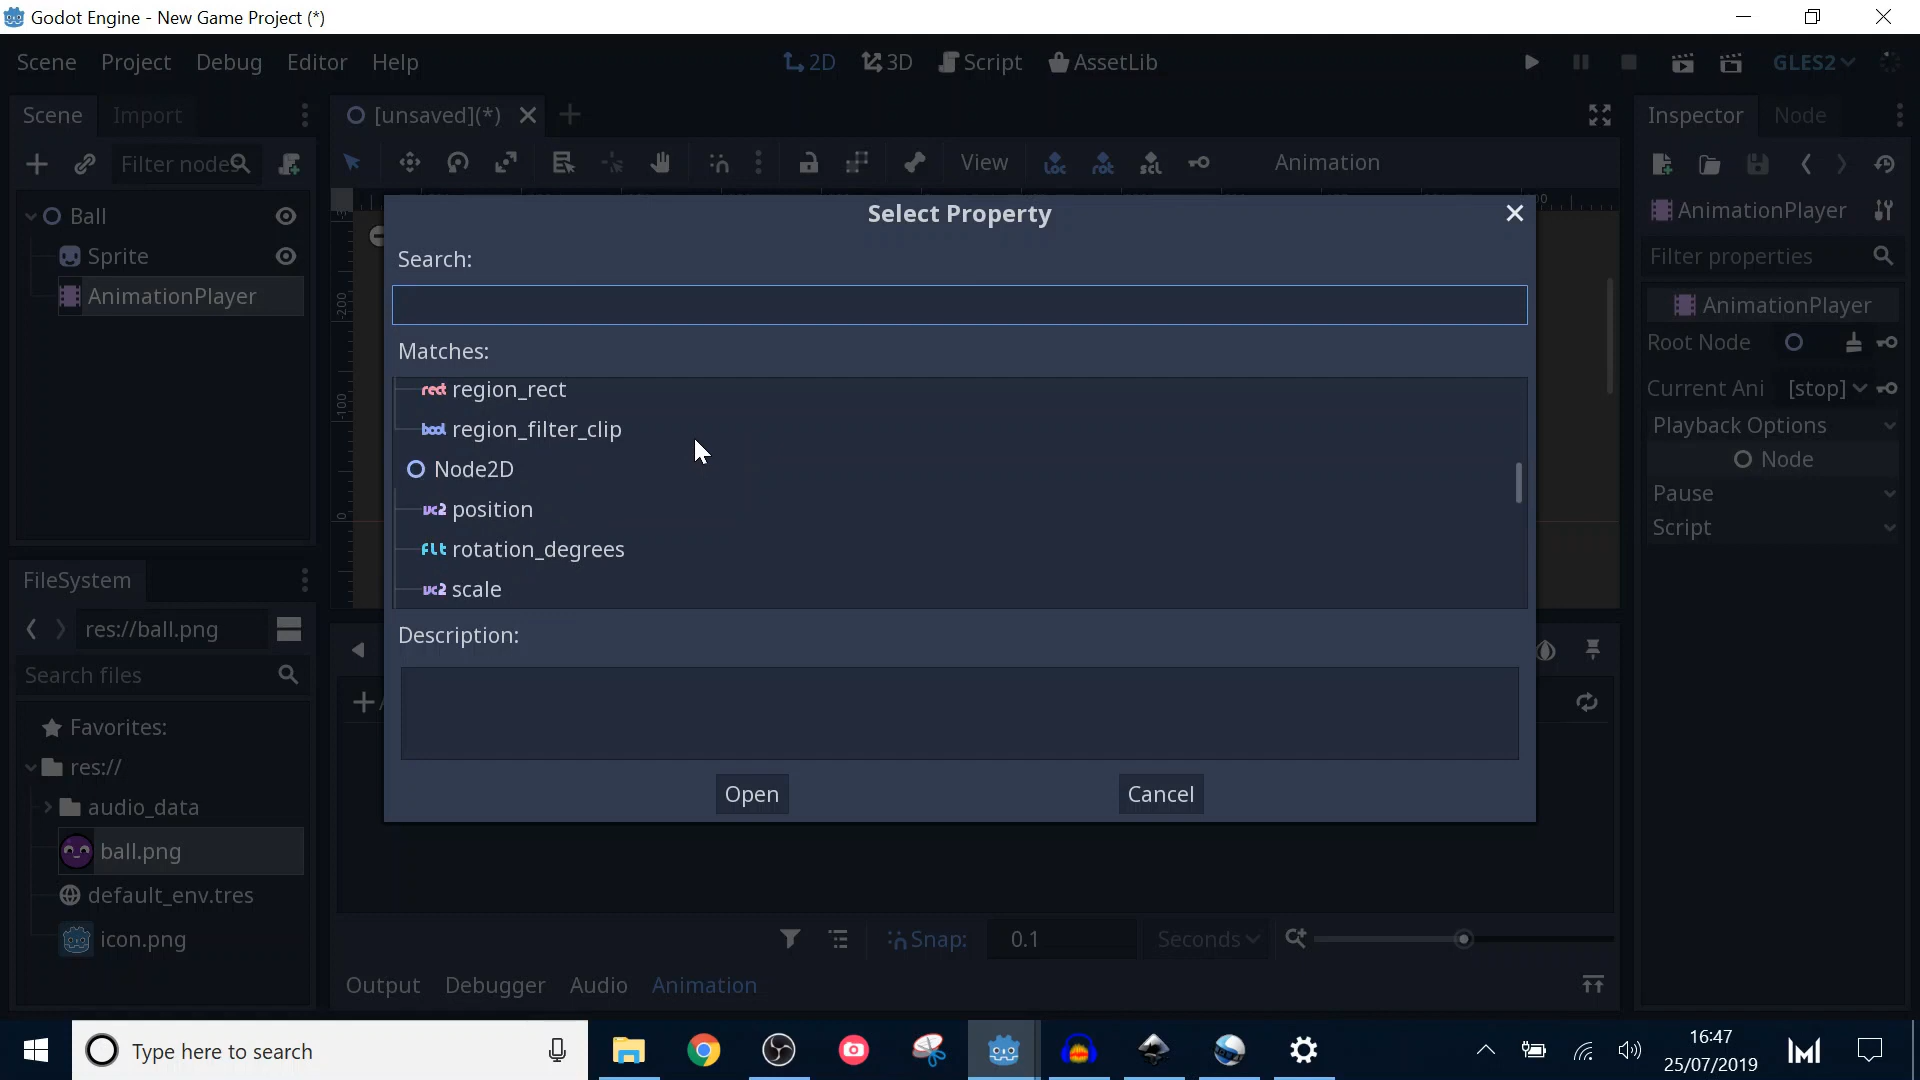 Godot Engine - New Game Project (*)
Scene Project Debug Editor Help
2D 3D Script AssetLib
GLES2
Scene Import
[unsaved](*)
Inspector Node
Filter nodes
View
Animation
Select Property
Search:
Matches:
rect region_rect
bool region_filter_clip
Node2D
vc2 position
flt rotation_degrees
vc2 scale
Description:
Open Cancel
Ball
Sprite
AnimationPlayer
AnimationPlayer
Filter properties
AnimationPlayer
Root Node
Current Ani [stop]
Playback Options
Node
Pause
Script
-200
-100
0
FileSystem
res://ball.png
Search files
Favorites:
res://
audio_data
ball.png
default_env.tres
icon.png
Snap: 0.1 Seconds
Output Debugger Audio Animation
Type here to search
16:47
25/07/2019